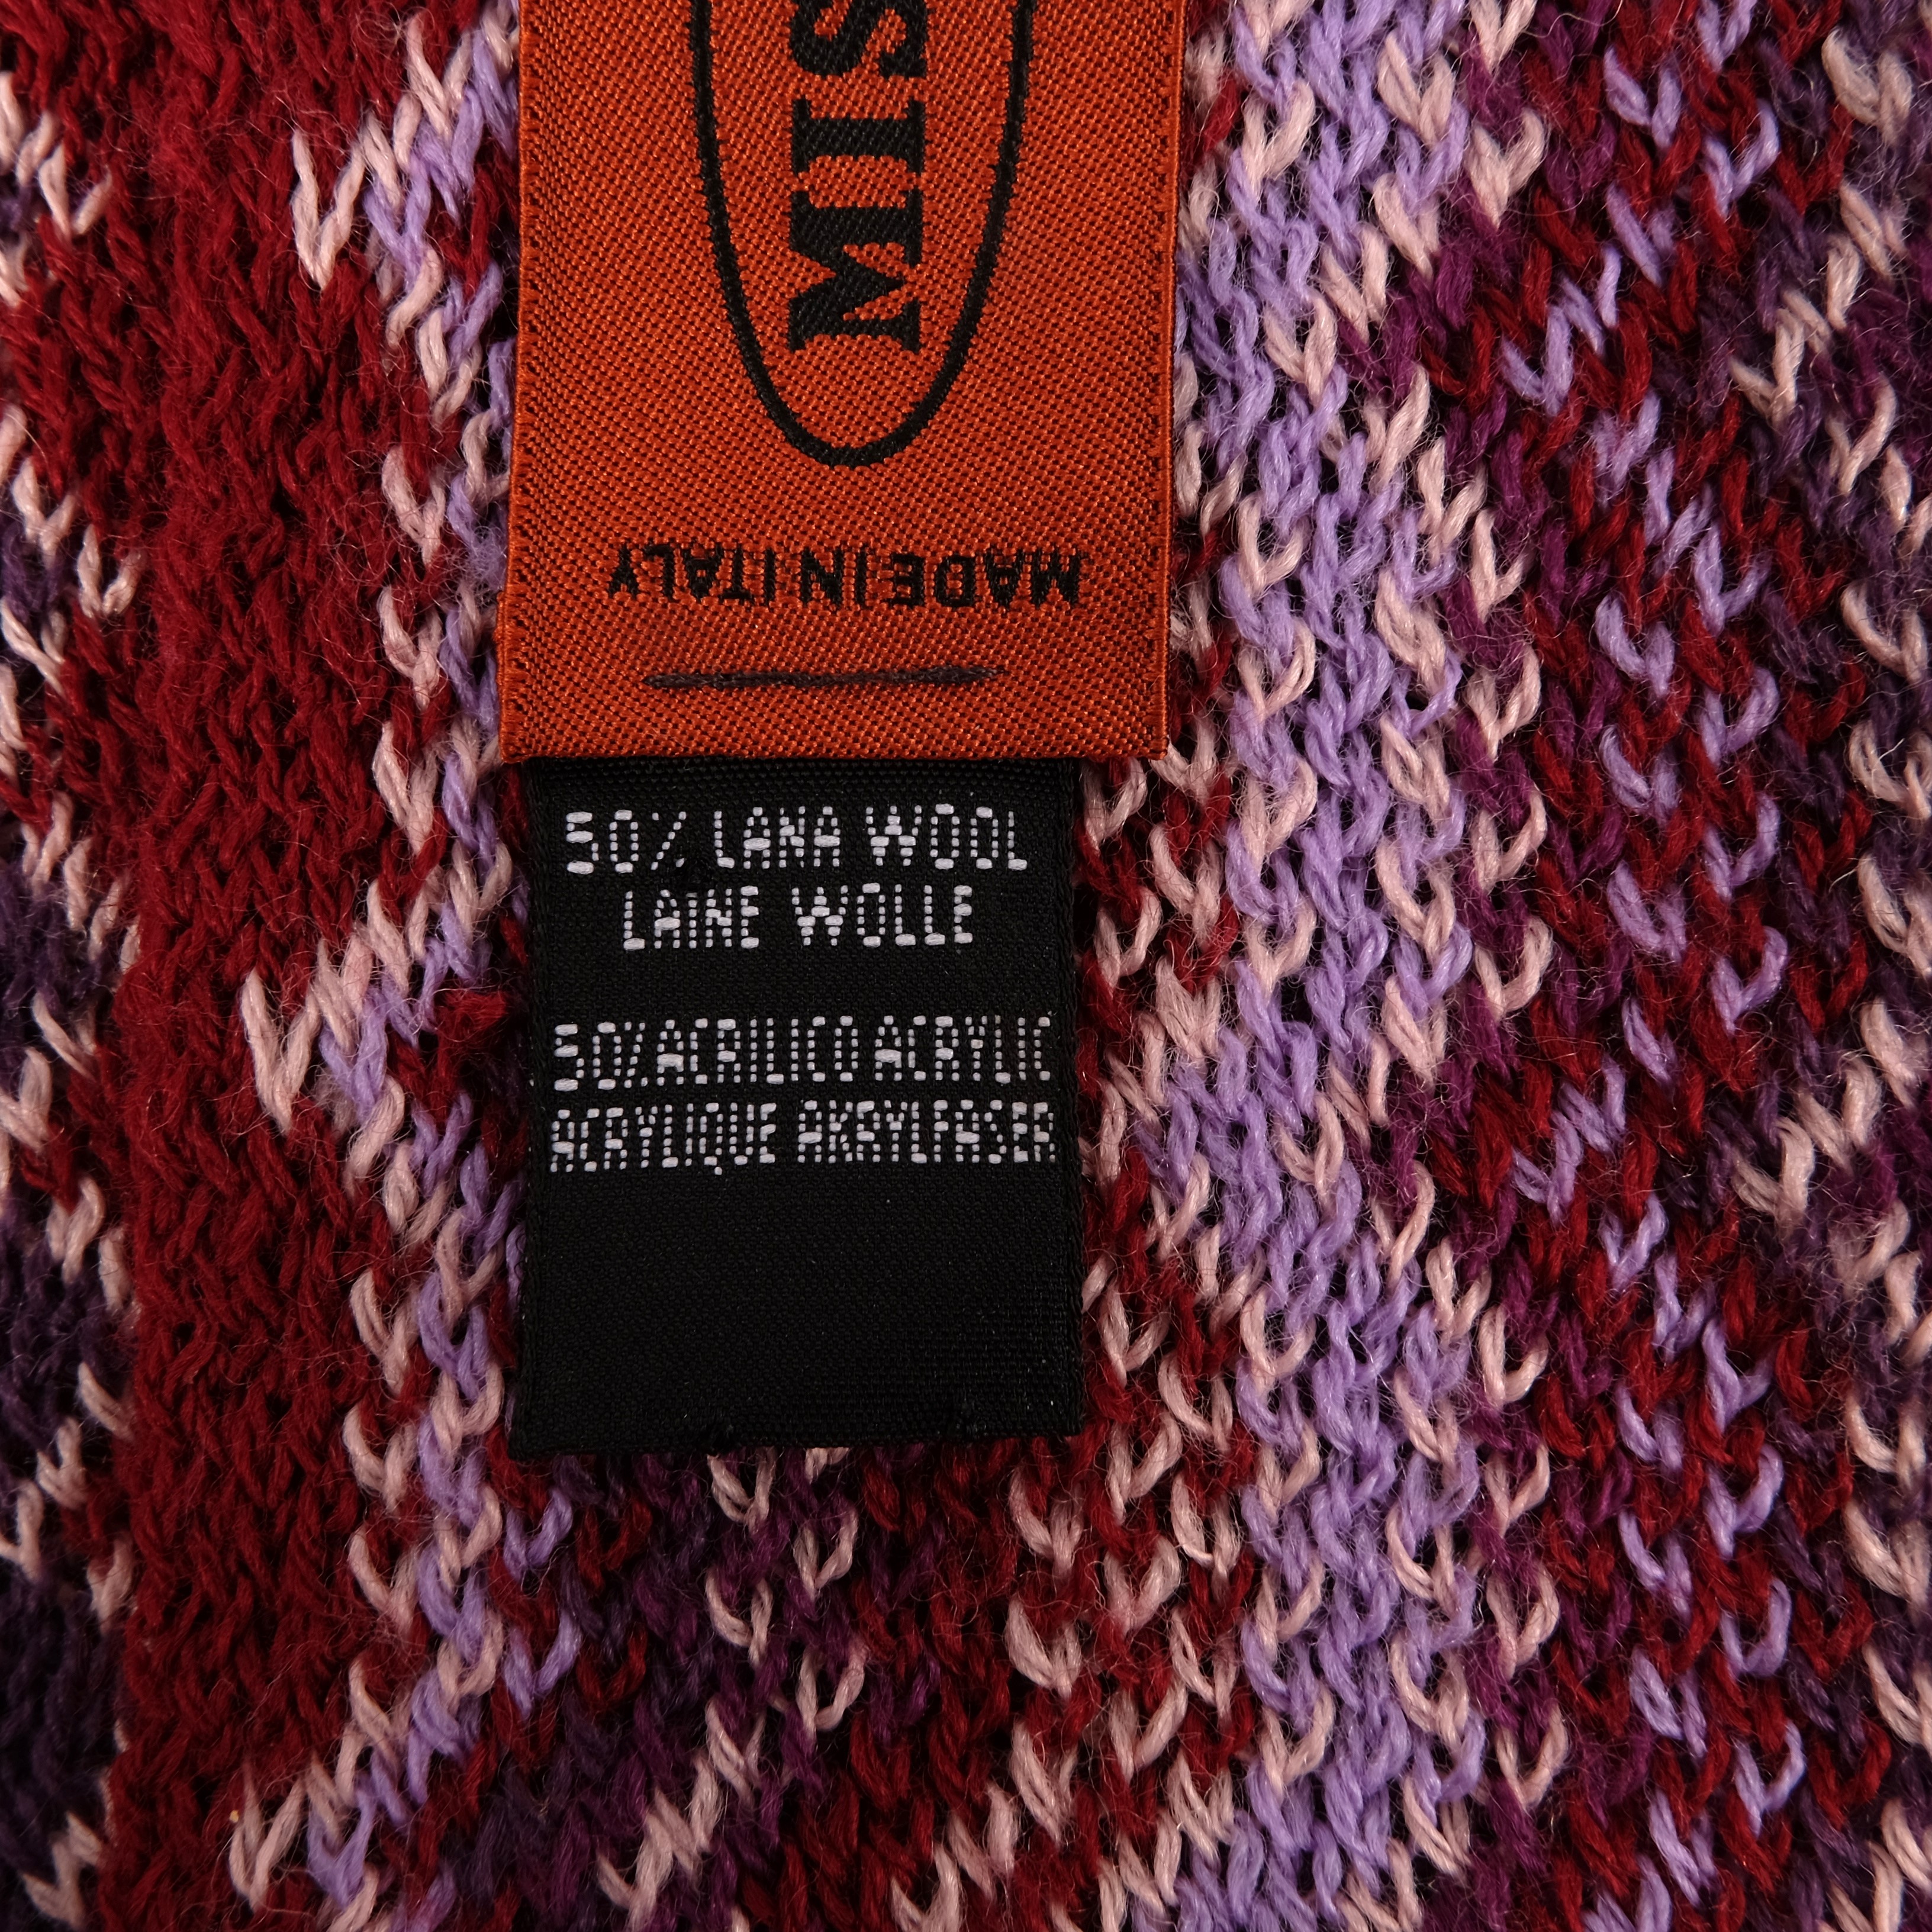 MIS
MADE IN ITALY
50% LANA WOOL
LAINE WOLLE
50% ACRILICO ACRYLIC
ACRYLIQUE AKRYLFASER